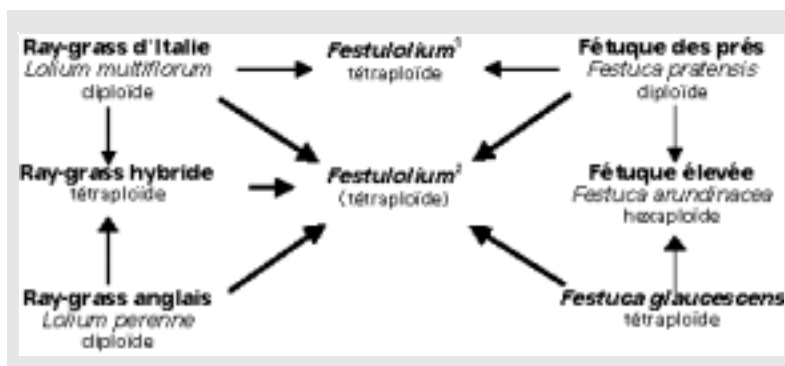 Ray-grass d'Italie
Lolium multiflorum
diploïde
Festulolium¹
tétraploïde
Fétuque des prés
Festuca pratensis
diploïde
Ray-grass hybride
tétraploïde
Festulolium²
(tétraploïde)
Fétuque élevée
Festuca arundinacea
hexaploïde
Ray-grass anglais
Lolium perenne
diploïde
Festuca glaucescens
tétraploïde